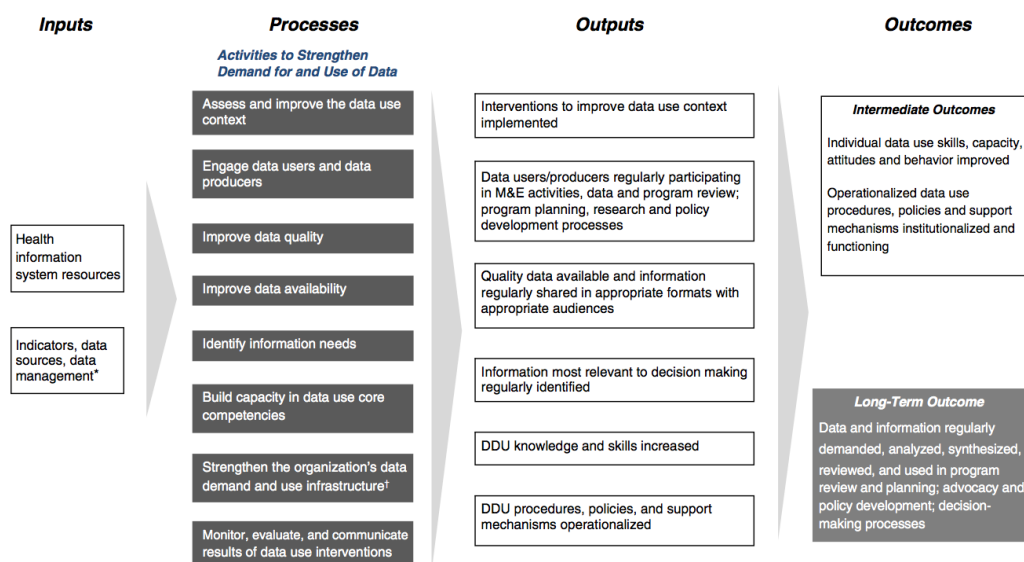 Inputs
Processes
Outputs
Outcomes
Activities to Strengthen
Demand for and Use of Data
Health
information
system resources
Indicators, data
sources, data
management*
Assess and improve the data use
context
Engage data users and data
producers
Improve data quality
Improve data availability
Identify information needs
Build capacity in data use core
competencies
Strengthen the organization's data
demand and use infrastructure†
Monitor, evaluate, and communicate
results of data use interventions
Interventions to improve data use context
implemented
Data users/producers regularly participating
in M&E activities, data and program review;
program planning, research and policy
development processes
Quality data available and information
regularly shared in appropriate formats with
appropriate audiences
Information most relevant to decision making
regularly identified
DDU knowledge and skills increased
DDU procedures, policies, and support
mechanisms operationalized
Intermediate Outcomes
Individual data use skills, capacity,
attitudes and behavior improved
Operationalized data use
procedures, policies and support
mechanisms institutionalized and
functioning
Long-Term Outcome
Data and information regularly
demanded, analyzed, synthesized,
reviewed, and used in program
review and planning; advocacy and
policy development; decision-
making processes